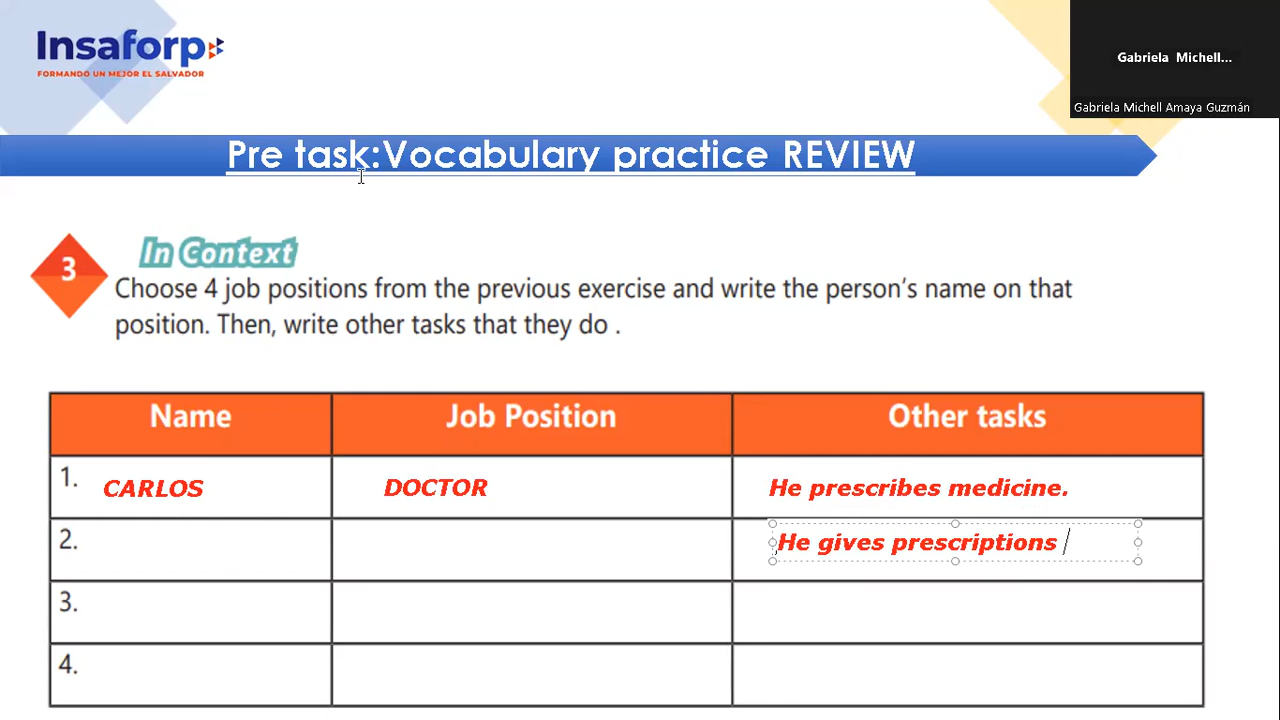 Insaforp
FORMANDO UN MEJOR EL SALVADOR
Gabriela Michell...
Gabriela Michell Amaya Guzmán
Pre task:Vocabulary practice REVIEW
3
In Context
Choose 4 job positions from the previous exercise and write the person's name on that
position. Then, write other tasks that they do .
Name Job Position Other tasks
1. CARLOS DOCTOR He prescribes medicine.
2. He gives prescriptions
3.
4.